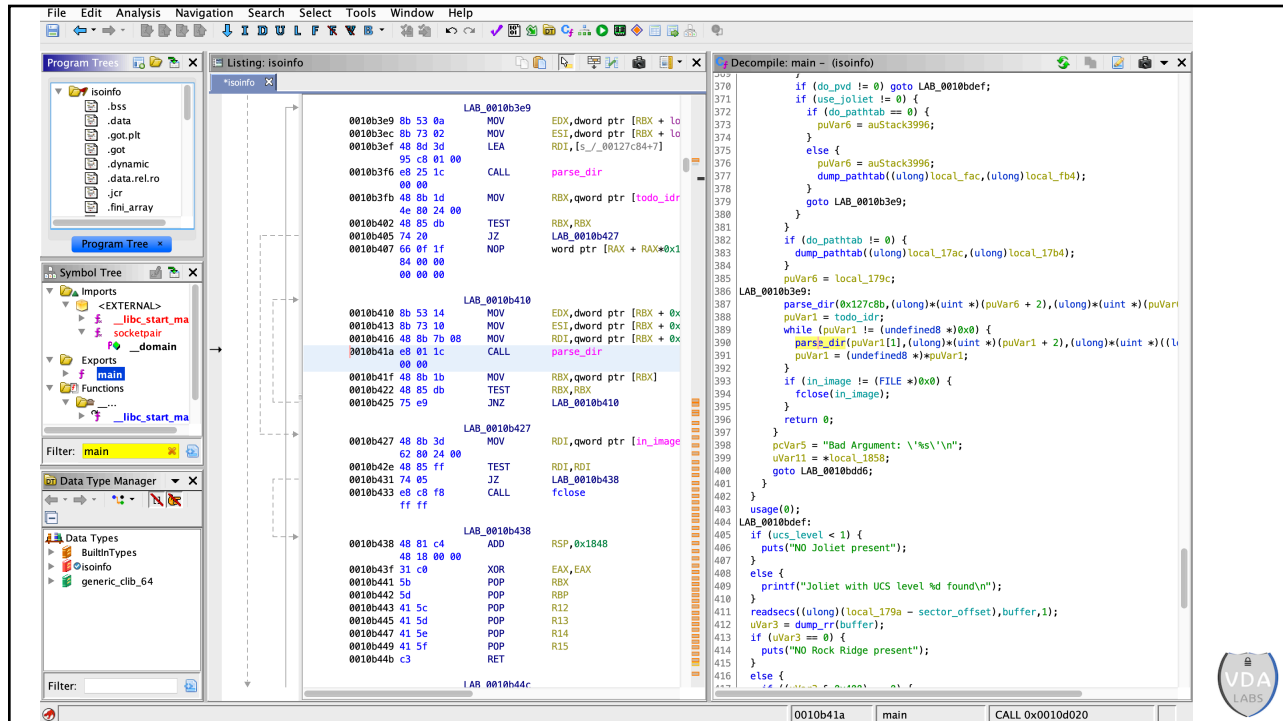 File Edit Analysis Navigation Search Select Tools Window Help
I D U L F K V B
Program Trees
isoinfo
.bss
.data
.got.plt
.got
.dynamic
.data.rel.ro
.jcr
.fini_array
Program Tree ×
Symbol Tree
Imports
<EXTERNAL>
f __libc_start_ma
f socketpair
__domain
Exports
f main
Functions
__...
f __libc_start_ma
Filter: main
Data Type Manager
Data Types
BuiltInTypes
isoinfo
generic_clib_64
Filter:
Listing: isoinfo
*isoinfo
LAB_0010b3e9
0010b3e9 8b 53 0a MOV EDX,dword ptr [RBX + lo
0010b3ec 8b 73 02 MOV ESI,dword ptr [RBX + lo
0010b3ef 48 8d 3d LEA RDI,[s_/_00127c84+7]
95 c8 01 00
0010b3f6 e8 25 1c CALL parse_dir
00 00
0010b3fb 48 8b 1d MOV RBX,qword ptr [todo_idr
4e 80 24 00
0010b402 48 85 db TEST RBX,RBX
0010b405 74 20 JZ LAB_0010b427
0010b407 66 0f 1f NOP word ptr [RAX + RAX*0x1
84 00 00
00 00 00
LAB_0010b410
0010b410 8b 53 14 MOV EDX,dword ptr [RBX + 0x
0010b413 8b 73 10 MOV ESI,dword ptr [RBX + 0x
0010b416 48 8b 7b 08 MOV RDI,qword ptr [RBX + 0x
0010b41a e8 01 1c CALL parse_dir
00 00
0010b41f 48 8b 1b MOV RBX,qword ptr [RBX]
0010b422 48 85 db TEST RBX,RBX
0010b425 75 e9 JNZ LAB_0010b410
LAB_0010b427
0010b427 48 8b 3d MOV RDI,qword ptr [in_image
62 80 24 00
0010b42e 48 85 ff TEST RDI,RDI
0010b431 74 05 JZ LAB_0010b438
0010b433 e8 c8 f8 CALL fclose
ff ff
LAB_0010b438
0010b438 48 81 c4 ADD RSP,0x1848
48 18 00 00
0010b43f 31 c0 XOR EAX,EAX
0010b441 5b POP RBX
0010b442 5d POP RBP
0010b443 41 5c POP R12
0010b445 41 5d POP R13
0010b447 41 5e POP R14
0010b449 41 5f POP R15
0010b44b c3 RET
LAB_0010b44c
Decompile: main - (isoinfo)
369 }
370 if (do_pvd != 0) goto LAB_0010bdef;
371 if (use_joliet != 0) {
372 if (do_pathtab == 0) {
373 puVar6 = auStack3996;
374 }
375 else {
376 puVar6 = auStack3996;
377 dump_pathtab((ulong)local_fac,(ulong)local_fb4);
378 }
379 goto LAB_0010b3e9;
380 }
381 }
382 if (do_pathtab != 0) {
383 dump_pathtab((ulong)local_17ac,(ulong)local_17b4);
384 }
385 puVar6 = local_179c;
386 LAB_0010b3e9:
387 parse_dir(0x127c8b,(ulong)*(uint *)(puVar6 + 2),(ulong)*(uint *)(puVar
388 puVar1 = todo_idr;
389 while (puVar1 != (undefined8 *)0x0) {
390 parse_dir(puVar1[1],(ulong)*(uint *)(puVar1 + 2),(ulong)*(uint *)((l
391 puVar1 = (undefined8 *)*puVar1;
392 }
393 if (in_image != (FILE *)0x0) {
394 fclose(in_image);
395 }
396 return 0;
397 }
398 pcVar5 = "Bad Argument: \'%s\'\n";
399 uVar11 = *local_1858;
400 goto LAB_0010bdd6;
401 }
402 }
403 usage(0);
404 LAB_0010bdef:
405 if (ucs_level < 1) {
406 puts("NO Joliet present");
407 }
408 else {
409 printf("Joliet with UCS level %d found\n");
410 }
411 readsecs((ulong)(local_179a - sector_offset),buffer,1);
412 uVar3 = dump_rr(buffer);
413 if (uVar3 == 0) {
414 puts("NO Rock Ridge present");
415 }
416 else {
0010b41a main CALL 0x0010d020
VDA
LABS